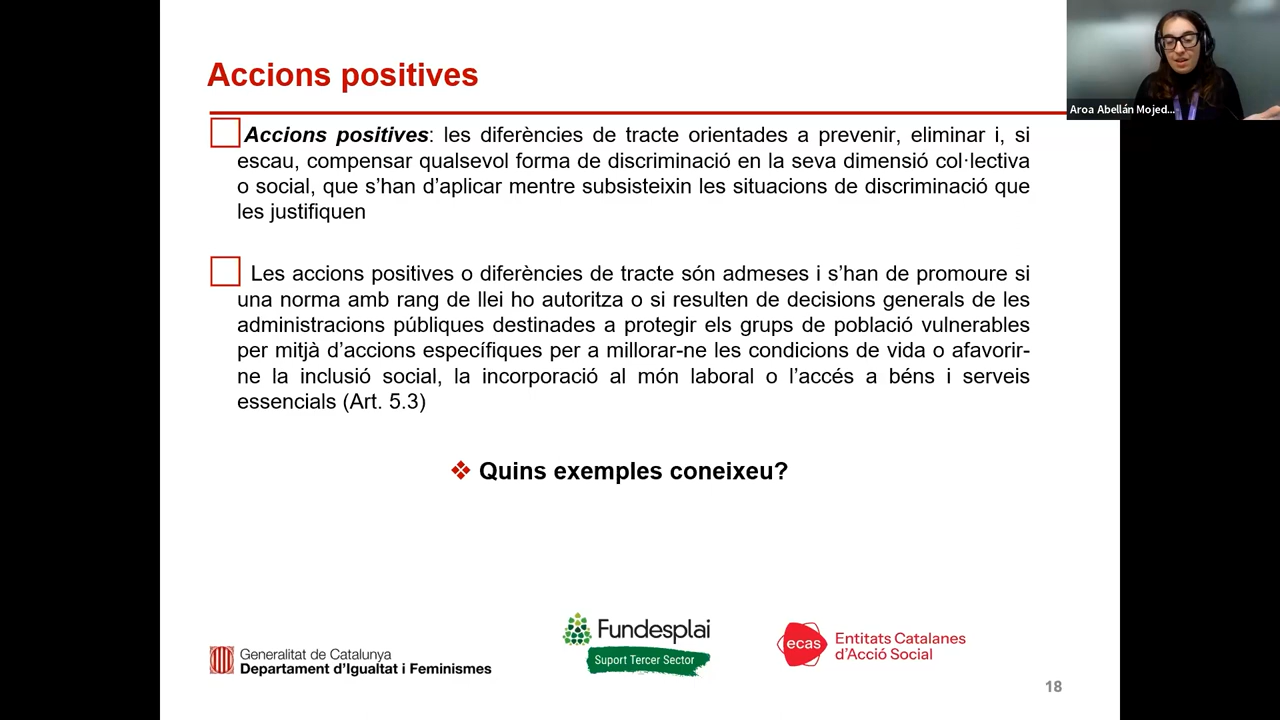 Accions positives
Accions positives: les diferències de tracte orientades a prevenir, eliminar i, si
escau, compensar qualsevol forma de discriminació en la seva dimensió col·lectiva
o social, que s’han d’aplicar mentre subsisteixin les situacions de discriminació que
les justifiquen
Les accions positives o diferències de tracte són admeses i s’han de promoure si
una norma amb rang de llei ho autoritza o si resulten de decisions generals de les
administracions públiques destinades a protegir els grups de població vulnerables
per mitjà d’accions específiques per a millorar-ne les condicions de vida o afavorir-
ne la inclusió social, la incorporació al món laboral o l’accés a béns i serveis
essencials (Art. 5.3)
❖ Quins exemples coneixeu?
Generalitat de Catalunya
Departament d’Igualtat i Feminismes
Fundesplai
Suport Tercer Sector
ecas
Entitats Catalanes
d’Acció Social
18
Aroa Abellán Mojed...